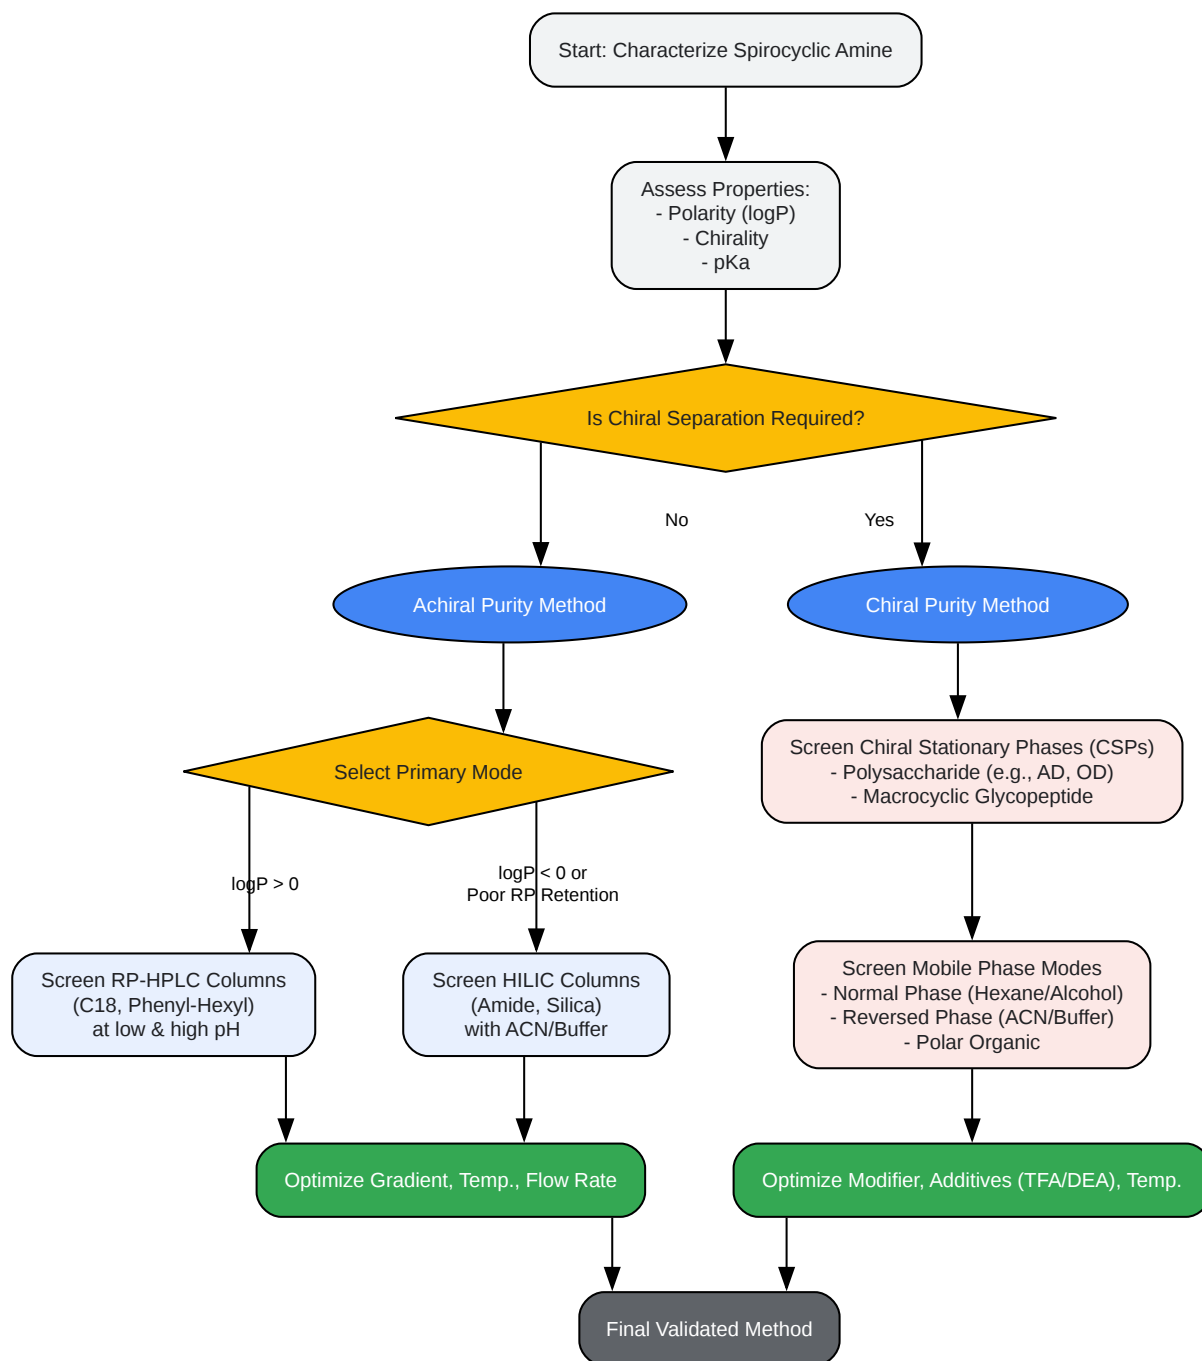 Start: Characterize Spirocyclic Amine
Assess Properties:
- Polarity (logP)
- Chirality
- pKa
Is Chiral Separation Required?
No
Yes
Achiral Purity Method
Chiral Purity Method
Select Primary Mode
Screen Chiral Stationary Phases (CSPs)
- Polysaccharide (e.g., AD, OD)
- Macrocyclic Glycopeptide
logP > 0
logP < 0 or
Poor RP Retention
Screen RP-HPLC Columns
(C18, Phenyl-Hexyl)
at low & high pH
Screen HILIC Columns
(Amide, Silica)
with ACN/Buffer
Screen Mobile Phase Modes
- Normal Phase (Hexane/Alcohol)
- Reversed Phase (ACN/Buffer)
- Polar Organic
Optimize Gradient, Temp., Flow Rate
Optimize Modifier, Additives (TFA/DEA), Temp.
Final Validated Method